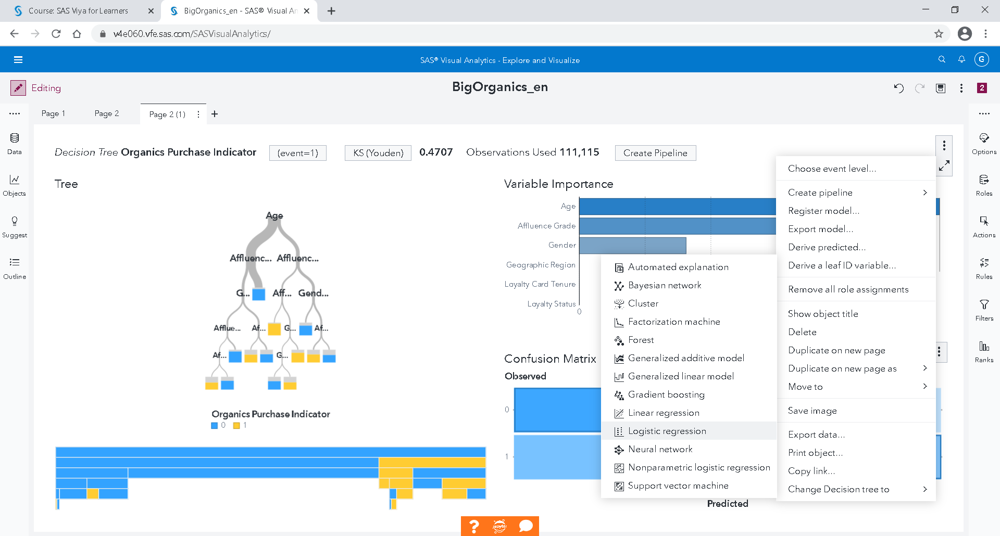 Course: SAS Viya for Learners
BigOrganics_en - SAS® Visual An
v4e060.vfe.sas.com/SASVisualAnalytics/
SAS® Visual Analytics - Explore and Visualize
G
Editing
BigOrganics_en
2
Page 1
Page 2
Page 2 (1)
Data
Objects
Suggest
Outline
Decision Tree Organics Purchase Indicator
(event=1)
KS (Youden)
0.4707
Observations Used 111,115
Create Pipeline
Tree
Age
Affluenc... Affluenc...
G... Aff... Gend...
Afflue... Af... G... Af...
Af... G...
Organics Purchase Indicator
0 1
Variable Importance
Age
Affluence Grade
Gender
Geographic Region
Loyalty Card Tenure
Loyalty Status
0
Confusion Matrix
Observed
0
1
Predicted
Automated explanation
Bayesian network
Cluster
Factorization machine
Forest
Generalized additive model
Generalized linear model
Gradient boosting
Linear regression
Logistic regression
Neural network
Nonparametric logistic regression
Support vector machine
Choose event level...
Create pipeline
Register model...
Export model...
Derive predicted...
Derive a leaf ID variable...
Remove all role assignments
Show object title
Delete
Duplicate on new page
Duplicate on new page as
Move to
Save image
Export data...
Print object...
Copy link...
Change Decision tree to
Options
Roles
Actions
Rules
Filters
Ranks
?
jupyter